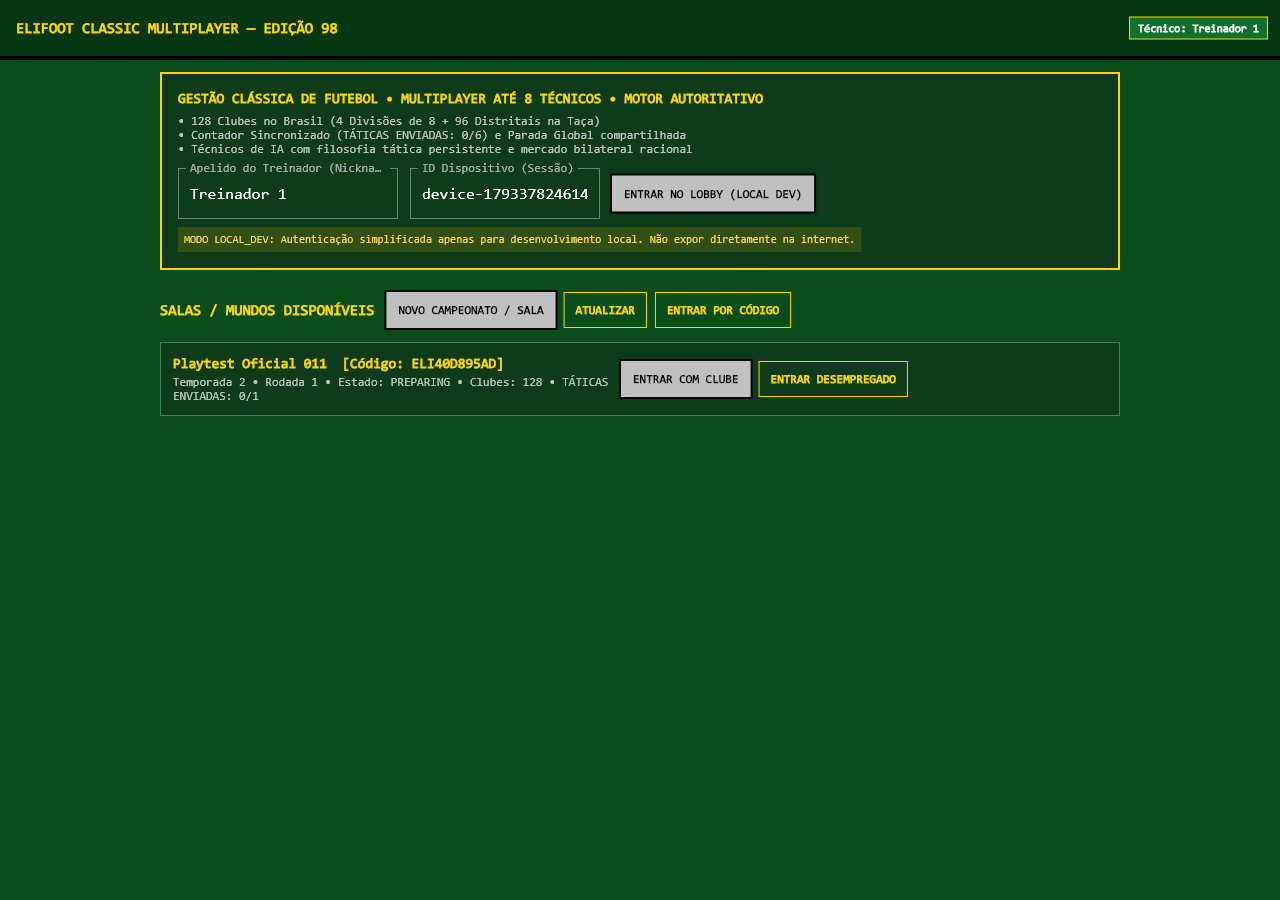 ELIFOOT CLASSIC MULTIPLAYER — EDIÇÃO 98
Técnico: Treinador 1
GESTÃO CLÁSSICA DE FUTEBOL • MULTIPLAYER ATÉ 8 TÉCNICOS • MOTOR AUTORITATIVO
• 128 Clubes no Brasil (4 Divisões de 8 + 96 Distritais na Taça)
• Contador Sincronizado (TÁTICAS ENVIADAS: 0/6) e Parada Global compartilhada
• Técnicos de IA com filosofia tática persistente e mercado bilateral racional
Apelido do Treinador (Nickna…
Treinador 1
ID Dispositivo (Sessão)
device-179337824614
ENTRAR NO LOBBY (LOCAL DEV)
MODO LOCAL_DEV: Autenticação simplificada apenas para desenvolvimento local. Não expor diretamente na internet.
SALAS / MUNDOS DISPONÍVEIS
NOVO CAMPEONATO / SALA
ATUALIZAR
ENTRAR POR CÓDIGO
Playtest Oficial 011 [Código: ELI40D895AD]
Temporada 2 • Rodada 1 • Estado: PREPARING • Clubes: 128 • TÁTICAS
ENVIADAS: 0/1
ENTRAR COM CLUBE
ENTRAR DESEMPREGADO